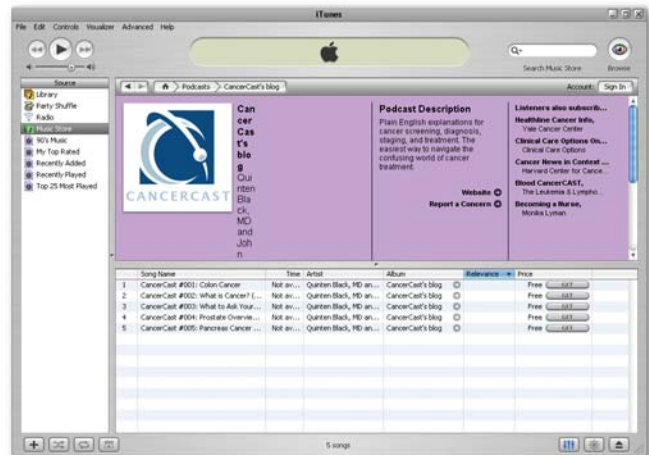 iTunes
File Edit Controls Visualizer Advanced Help
Search Music Store
Browse
Source
Library
Party Shuffle
Radio
Music Store
90's Music
My Top Rated
Recently Added
Recently Played
Top 25 Most Played
Podcasts CancerCast's blog
Account: Sign In
CANCERCAST
Can
cer
Cas
t's
blo
g
Qui
nten
Bla
ck,
MD
and
Joh
n
Podcast Description
Plain English explanations for
cancer screening, diagnosis,
staging, and treatment. The
easiest way to navigate the
confusing world of cancer
treatment.
Website
Report a Concern
Listeners also subscrib...
Healthline Cancer Info,
Yale Cancer Center
Clinical Care Options On...
Clinical Care Options
Cancer News in Context ...
Harvard Center for Cance...
Blood CancerCAST,
The Leukemia & Lympho...
Becoming a Nurse,
Monika Lyman
Song Name Time Artist Album Relevance Price
1 CancerCast #001: Colon Cancer Not av... Quinten Black, MD an... CancerCast's blog Free GET
2 CancerCast #002: What is Cancer? (... Not av... Quinten Black, MD an... CancerCast's blog Free GET
3 CancerCast #003: What to Ask Your... Not av... Quinten Black, MD an... CancerCast's blog Free GET
4 CancerCast #004: Prostate Overvie... Not av... Quinten Black, MD an... CancerCast's blog Free GET
5 CancerCast #005: Pancreas Cancer ... Not av... Quinten Black, MD an... CancerCast's blog Free GET
5 songs